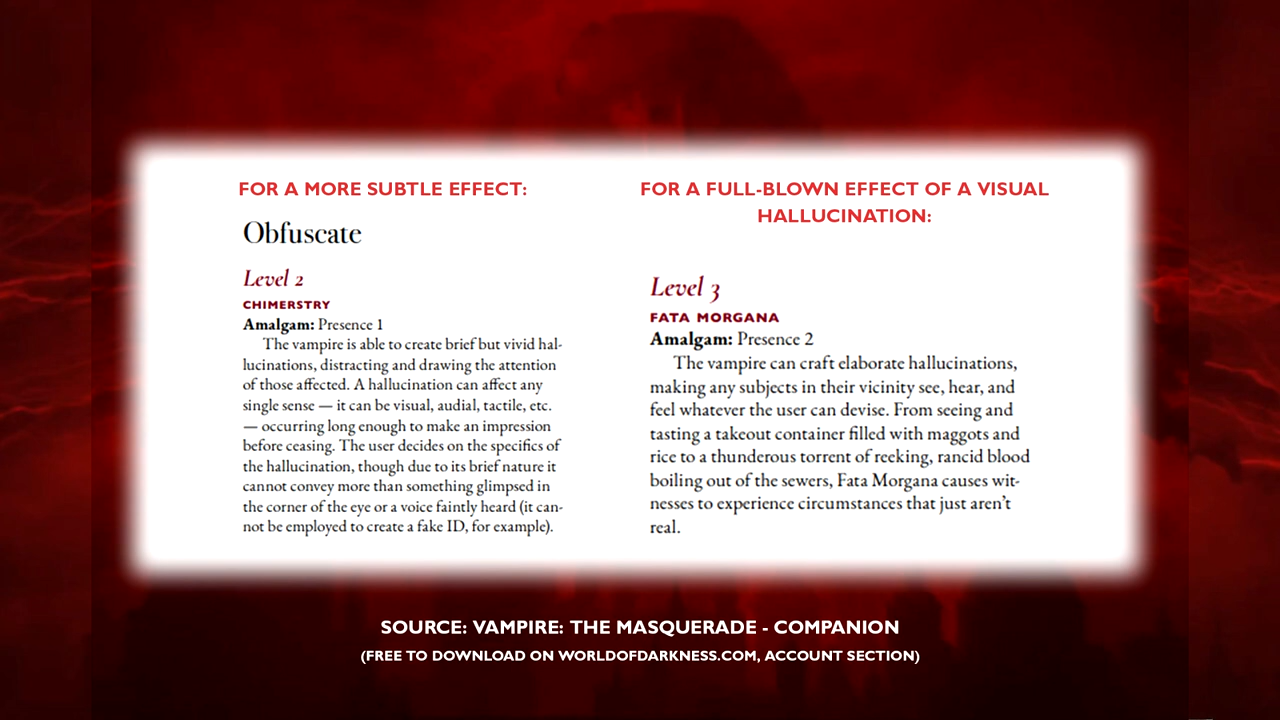 FOR A MORE SUBTLE EFFECT:
Obfuscate
Level 2
CHIMERSTRY
Amalgam: Presence 1
The vampire is able to create brief but vivid hal-
lucinations, distracting and drawing the attention
of those affected. A hallucination can affect any
single sense — it can be visual, audial, tactile, etc.
— occurring long enough to make an impression
before ceasing. The user decides on the specifics of
the hallucination, though due to its brief nature it
cannot convey more than something glimpsed in
the corner of the eye or a voice faintly heard (it can-
not be employed to create a fake ID, for example).
FOR A FULL-BLOWN EFFECT OF A VISUAL
HALLUCINATION:
Level 3
FATA MORGANA
Amalgam: Presence 2
The vampire can craft elaborate hallucinations,
making any subjects in their vicinity see, hear, and
feel whatever the user can devise. From seeing and
tasting a takeout container filled with maggots and
rice to a thunderous torrent of reeking, rancid blood
boiling out of the sewers, Fata Morgana causes wit-
nesses to experience circumstances that just aren't
real.
SOURCE: VAMPIRE: THE MASQUERADE - COMPANION
(FREE TO DOWNLOAD ON WORLDOFDARKNESS.COM, ACCOUNT SECTION)